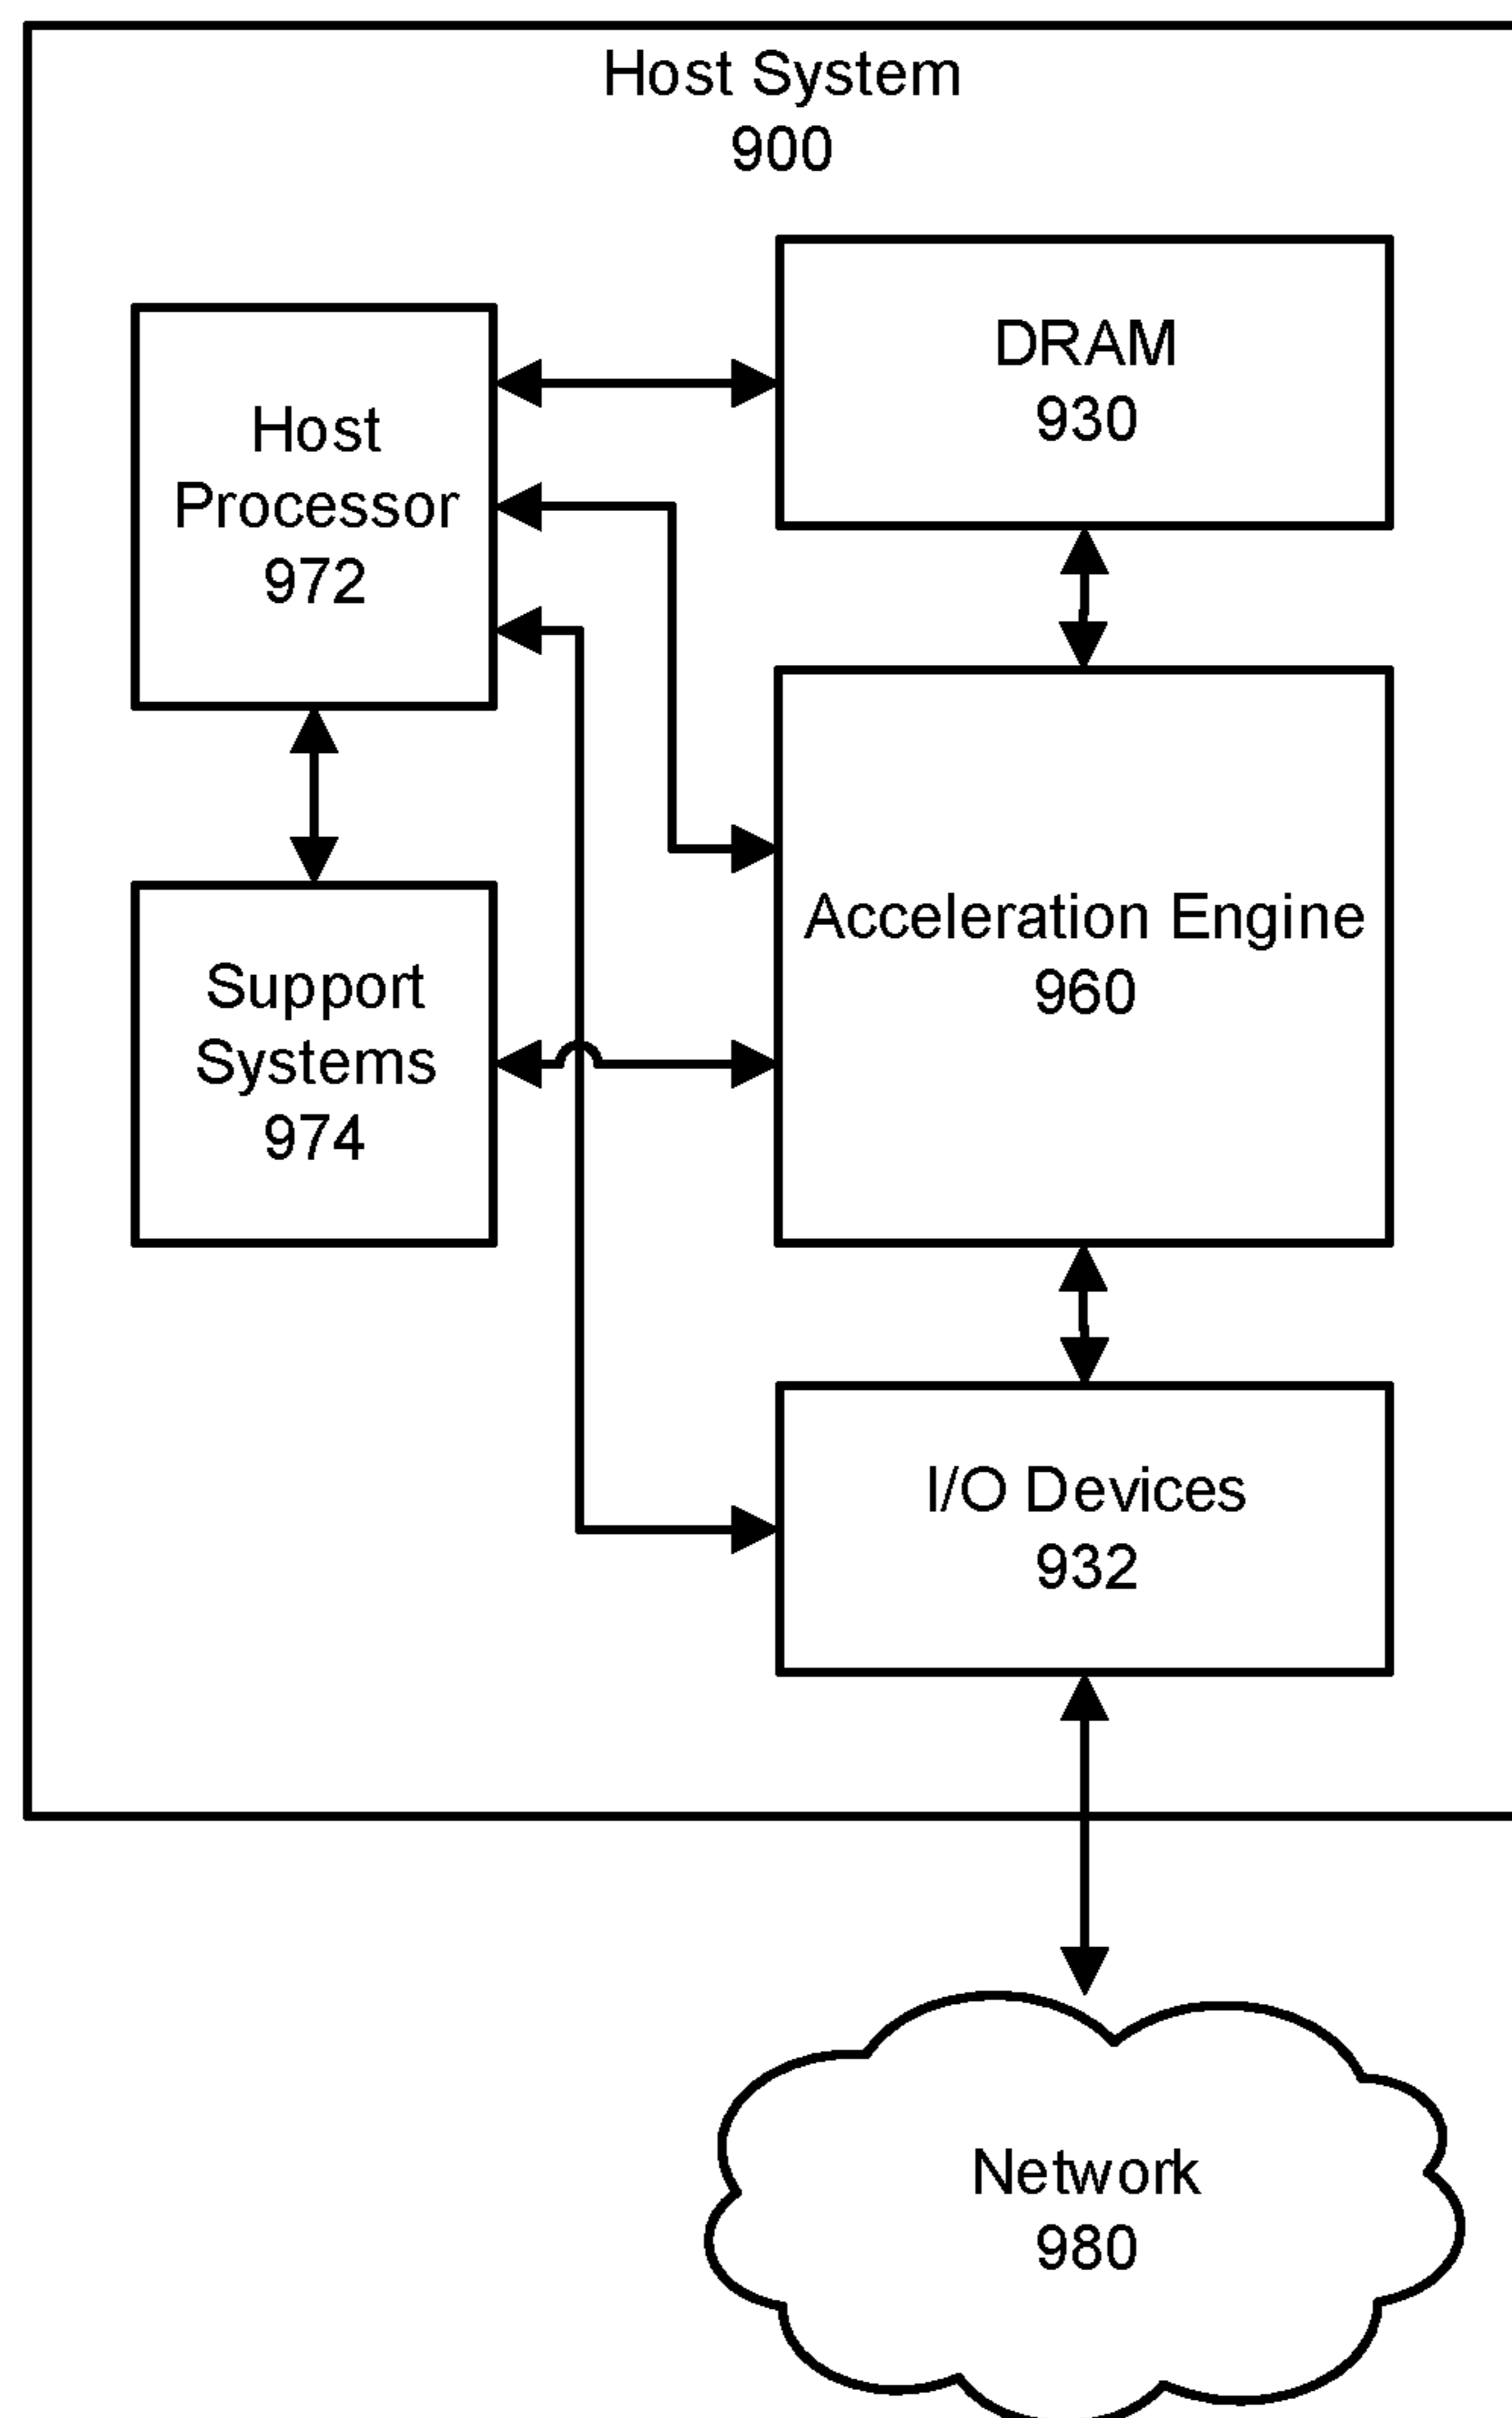 Host System
900
DRAM
930
Host
Processor
972
Acceleration Engine
960
Support
Systems
974
I/O Devices
932
Network
980